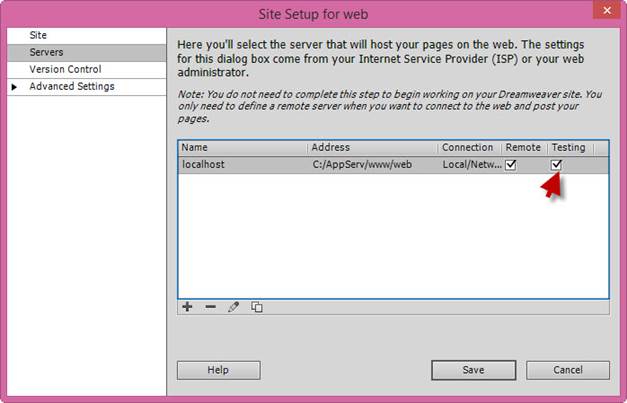 Site Setup for web
Site
Servers
Version Control
Advanced Settings
Here you'll select the server that will host your pages on the web. The settings
for this dialog box come from your Internet Service Provider (ISP) or your web
administrator.
Note: You do not need to complete this step to begin working on your Dreamweaver site. You
only need to define a remote server when you want to connect to the web and post your
pages.
Name Address Connection Remote Testing
localhost C:/AppServ/www/web Local/Netw...
Help Save Cancel